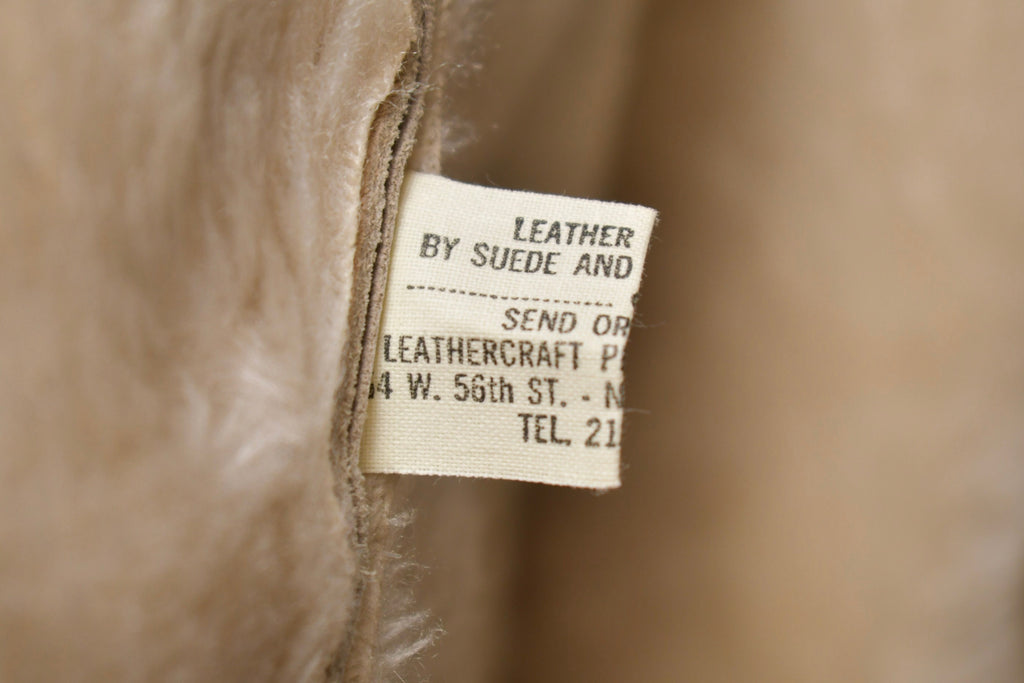 LEATHER
BY SUEDE AND
SEND OR
LEATHERCRAFT P
4 W. 56th ST. - N
TEL. 21